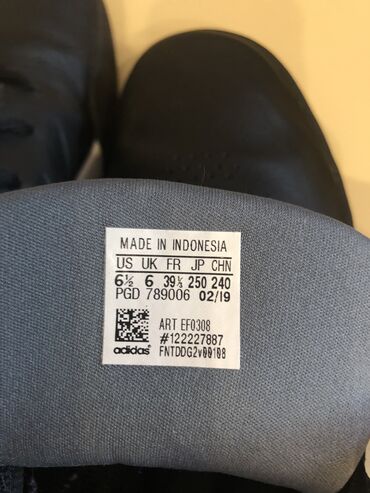 MADE IN INDONESIA
US UK FR JP CHN
6½ 6 39⅓ 250 240
PGD 789006 02/19
ART EF0308
#122227887
adidas® FNTDDG2v00108